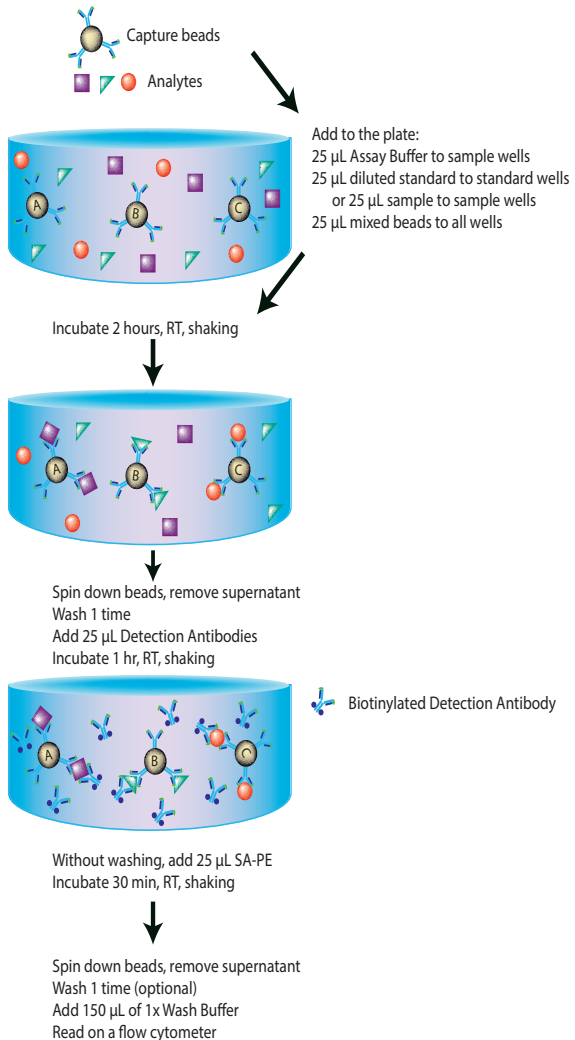 Capture beads
Analytes
Add to the plate:
25 µL Assay Buffer to sample wells
25 µL diluted standard to standard wells
or 25 µL sample to sample wells
25 µL mixed beads to all wells
A
B
C
Incubate 2 hours, RT, shaking
A
B
C
Spin down beads, remove supernatant
Wash 1 time
Add 25 µL Detection Antibodies
Incubate 1 hr, RT, shaking
Biotinylated Detection Antibody
A
B
C
Without washing, add 25 µL SA-PE
Incubate 30 min, RT, shaking
Spin down beads, remove supernatant
Wash 1 time (optional)
Add 150 µL of 1x Wash Buffer
Read on a flow cytometer